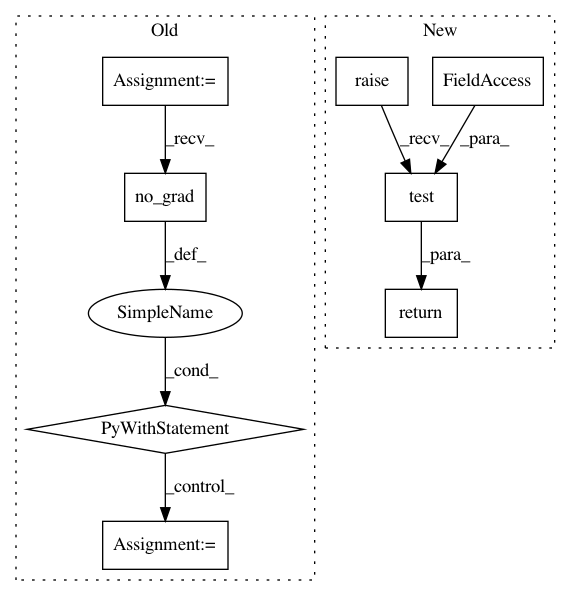 Old
New
Assignment:=
raise
FieldAccess
_recv_
_recv_
_para_
no_grad
test
_def_
_para_
SimpleName
return
_cond_
PyWithStatement
_control_
Assignment:=